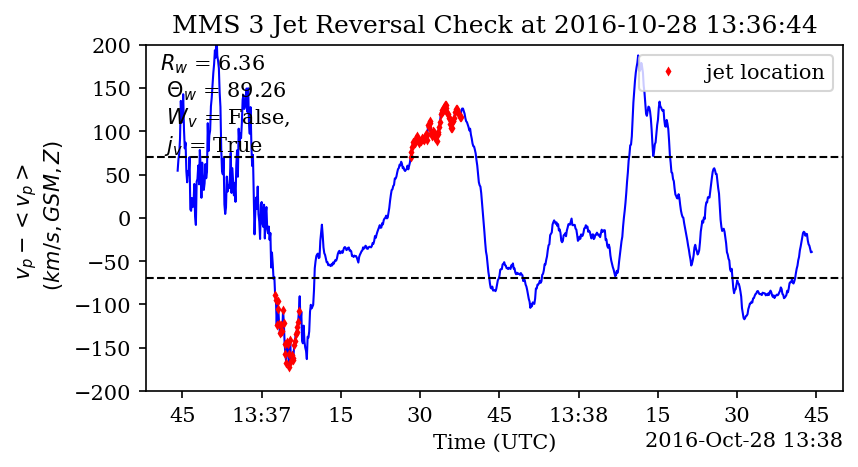 MMS 3 Jet Reversal Check at 2016-10-28 13:36:44
R_w = 6.36
Θ_w = 89.26
W_v = False,
j_v = True
jet location
v_p − < v_p >
(km/s, GSM, Z)
200
150
100
50
0
−50
−100
−150
−200
45 13:37 15 30 45 13:38 15 30 45
Time (UTC)
2016-Oct-28 13:38